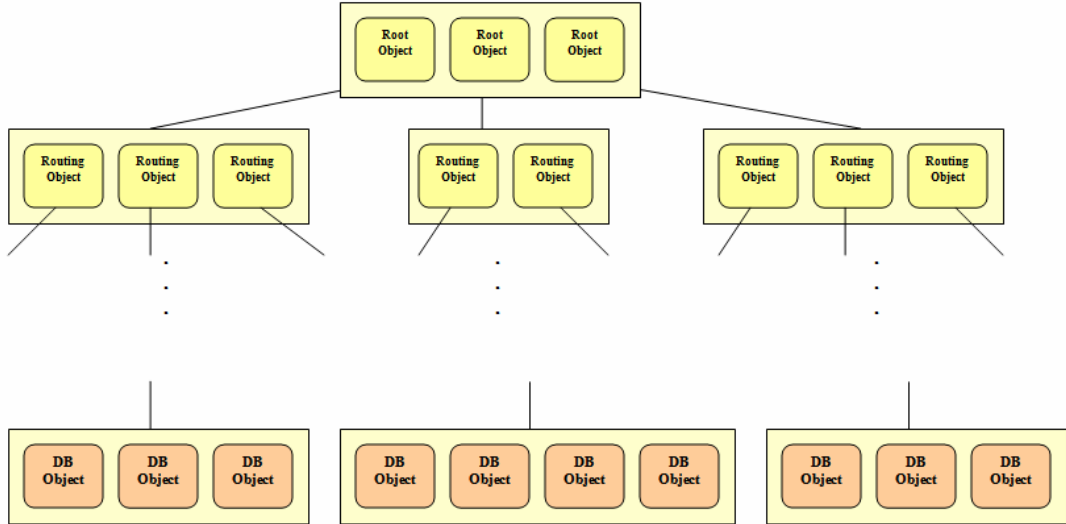 Root Root Root
Object Object Object
Routing Routing Routing Routing Routing Routing Routing Routing
Object Object Object Object Object Object Object Object
DB DB DB DB DB DB DB DB DB DB
Object Object Object Object Object Object Object Object Object Object